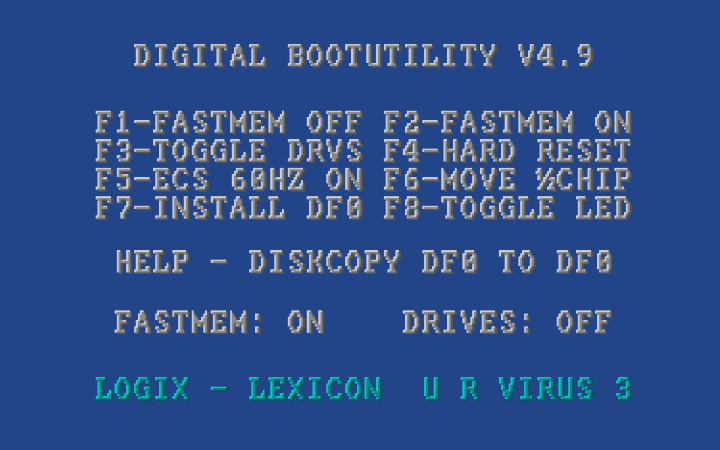 DIGITAL BOOTUTILITY V4.9
F1-FASTMEM OFF F2-FASTMEM ON
F3-TOGGLE DRVS F4-HARD RESET
F5-ECS 60HZ ON F6-MOVE ½CHIP
F7-INSTALL DF0 F8-TOGGLE LED
HELP - DISKCOPY DF0 TO DF0
FASTMEM: ON DRIVES: OFF
LOGIX - LEXICON U R VIRUS 3